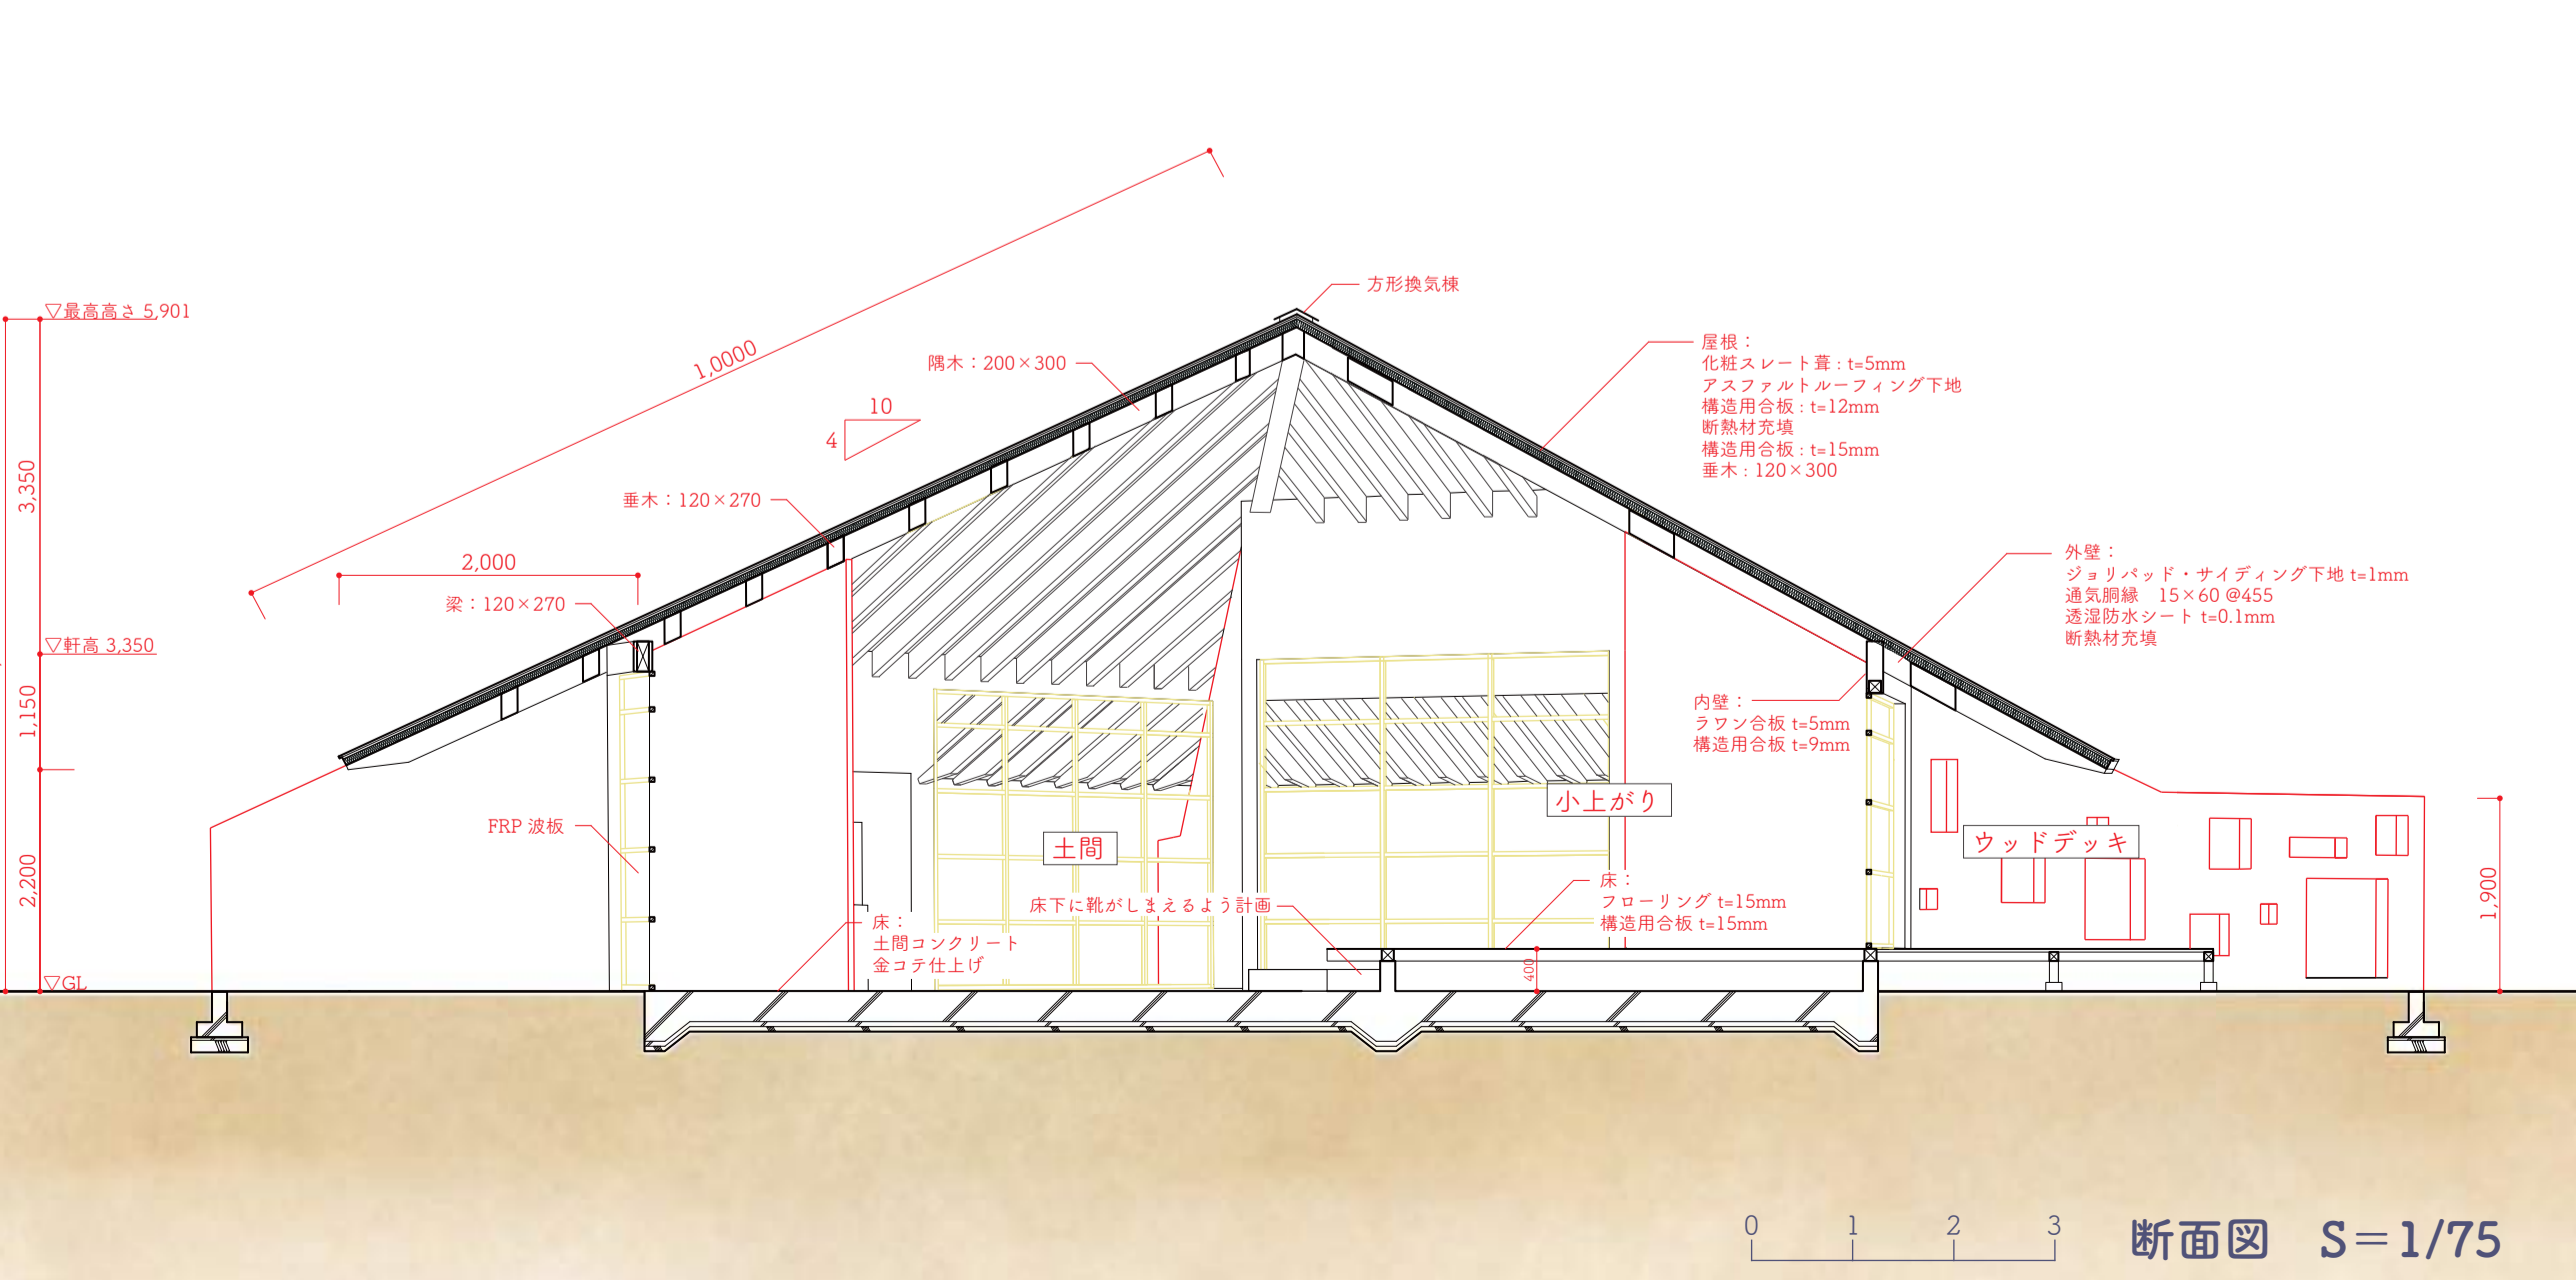 方形換気棟
▽最高高さ 5,901
屋根：
化粧スレート葺 : t=5mm
アスファルトルーフィング下地
構造用合板 : t=12mm
断熱材充填
構造用合板 : t=15mm
垂木 : 120×300
1,0000
隅木：200×300
10
4
3,350
垂木：120×270
2,000
梁：120×270
外壁：
ジョリパッド・サイディング下地 t=1mm
通気胴縁　15×60 @455
透湿防水シート t=0.1mm
断熱材充填
▽軒高 3,350
1,150
内壁：
ラワン合板 t=5mm
構造用合板 t=9mm
小上がり
FRP 波板
土間
ウッドデッキ
2,200
床：
フローリング t=15mm
構造用合板 t=15mm
1,900
床下に靴がしまえるよう計画
床：
土間コンクリート
金コテ仕上げ
400
▽GL
0 1 2 3
断面図　S＝1/75